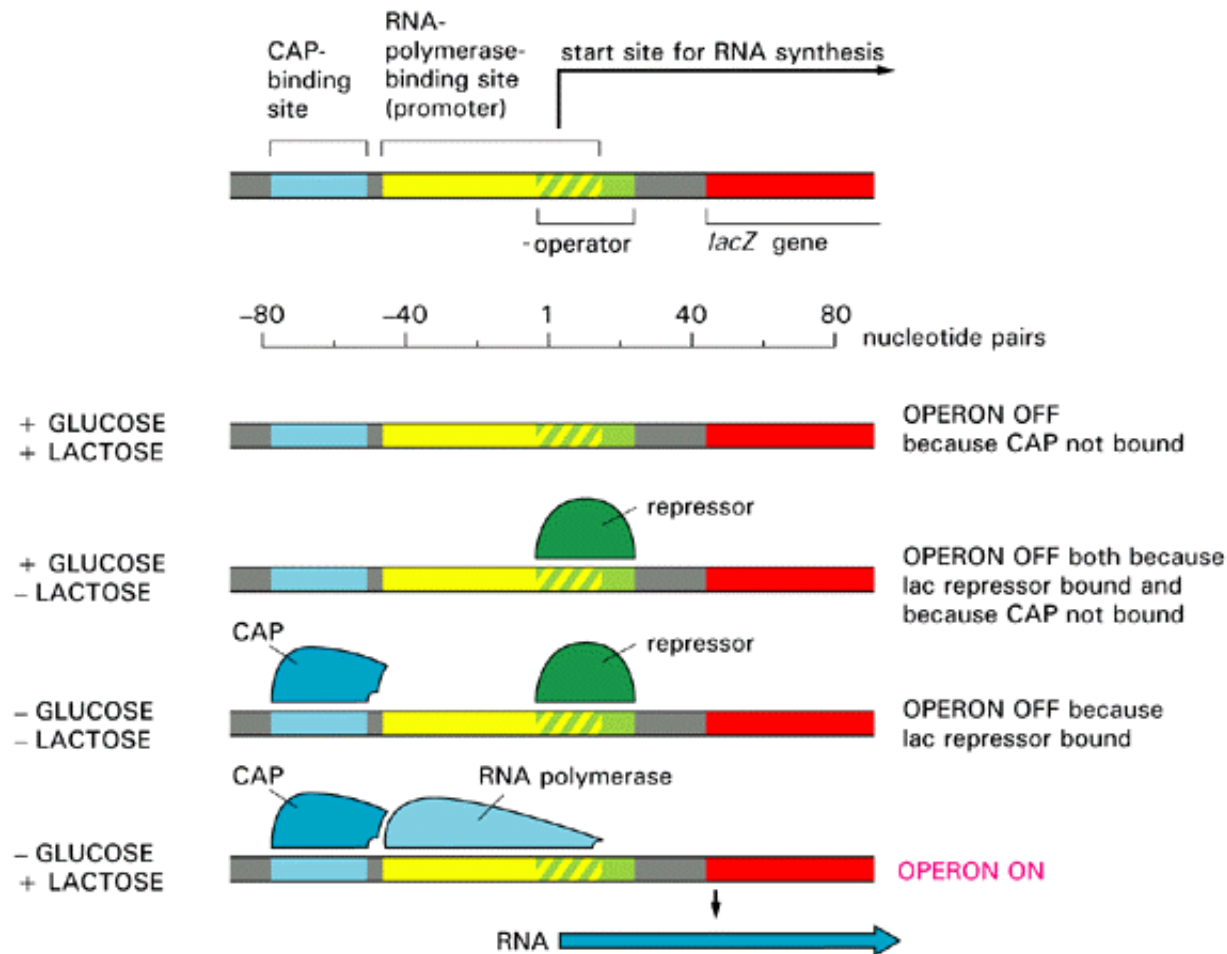 CAP-
binding
site
RNA-
polymerase-
binding site
(promoter)
start site for RNA synthesis
-operator
lacZ gene
−80 −40 1 40 80
nucleotide pairs
+ GLUCOSE
+ LACTOSE
OPERON OFF
because CAP not bound
repressor
+ GLUCOSE
− LACTOSE
OPERON OFF both because
lac repressor bound and
because CAP not bound
CAP
repressor
− GLUCOSE
− LACTOSE
OPERON OFF because
lac repressor bound
CAP
RNA polymerase
− GLUCOSE
+ LACTOSE
OPERON ON
RNA